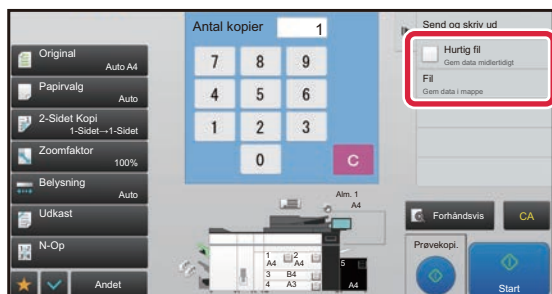 Original
Auto A4
Papirvalg
Auto
2-Sidet Kopi
1-Sidet→1-Sidet
Zoomfaktor
100%
Belysning
Auto
Udkast
N-Op
Andet
Antal kopier 1
7 8 9
4 5 6
1 2 3
0 C
Alm. 1
A4
1 A4 2 A4
3 B4
4 A3
5
A4
Send og skriv ud
Hurtig fil
Gem data midlertidigt
Fil
Gem data i mappe
Forhåndsvis
CA
Prøvekopi.
Start